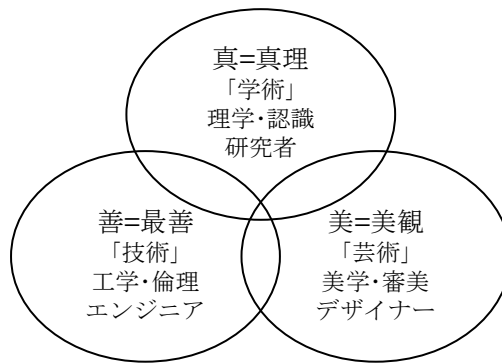 真=真理
「学術」
理学･認識
研究者
善=最善
「技術」
工学･倫理
エンジニア
美=美観
「芸術」
美学･審美
デザイナー